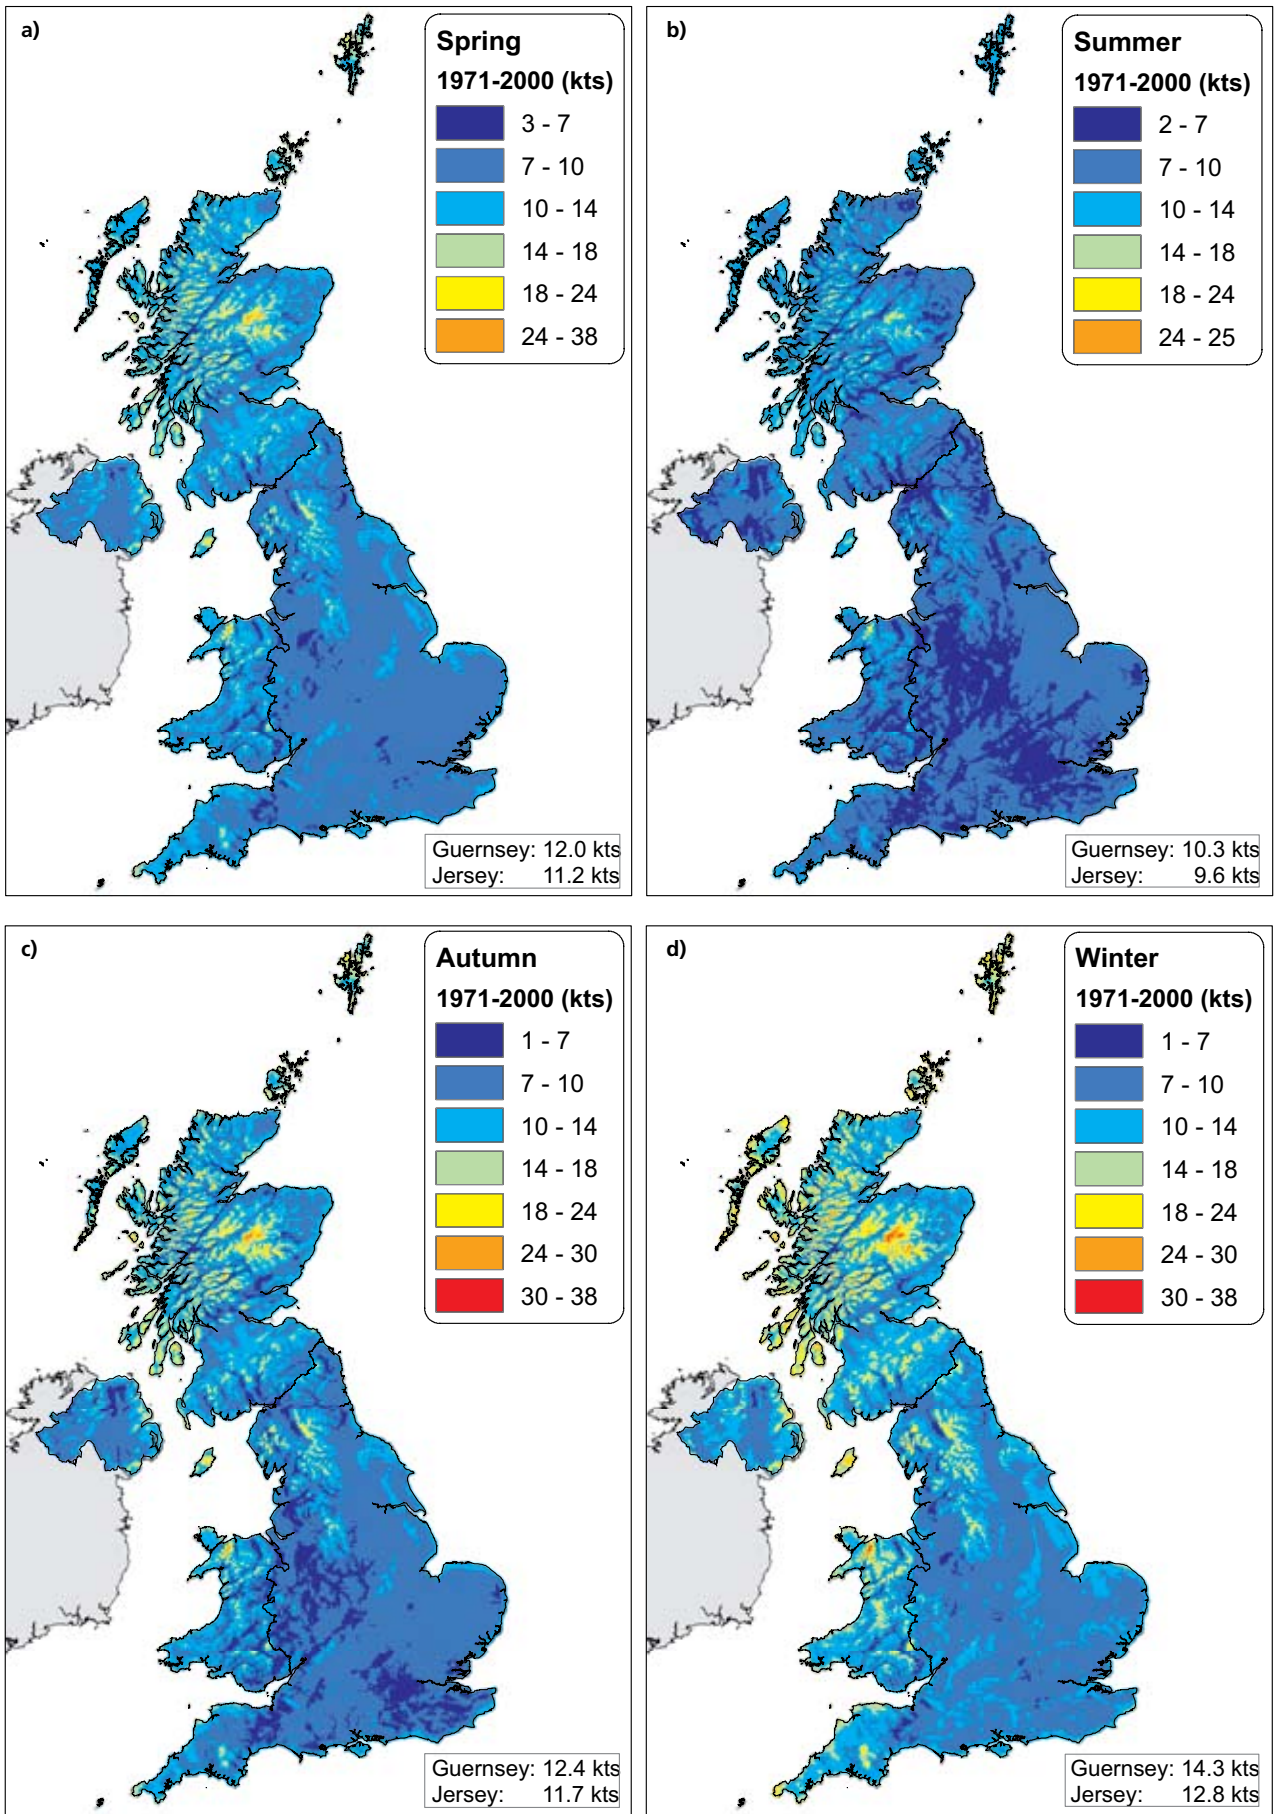 a)
Spring
1971-2000 (kts)
3 - 7
7 - 10
10 - 14
14 - 18
18 - 24
24 - 38
Guernsey: 12.0 kts
Jersey: 11.2 kts
b)
Summer
1971-2000 (kts)
2 - 7
7 - 10
10 - 14
14 - 18
18 - 24
24 - 25
Guernsey: 10.3 kts
Jersey: 9.6 kts
c)
Autumn
1971-2000 (kts)
1 - 7
7 - 10
10 - 14
14 - 18
18 - 24
24 - 30
30 - 38
Guernsey: 12.4 kts
Jersey: 11.7 kts
d)
Winter
1971-2000 (kts)
1 - 7
7 - 10
10 - 14
14 - 18
18 - 24
24 - 30
30 - 38
Guernsey: 14.3 kts
Jersey: 12.8 kts